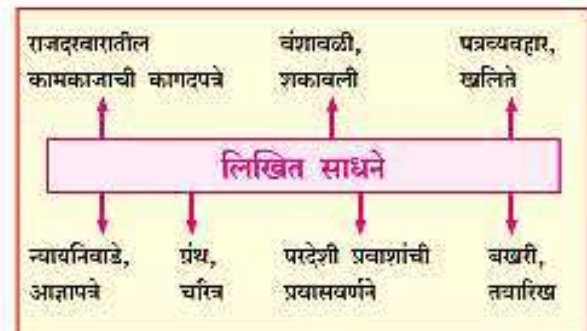 राजदरबारातील
कामकाजाची कागदपत्रे
वंशावळी,
शकावली
पत्रव्यवहार,
खलिते
लिखित साधने
न्यायनिवाडे,
आज्ञापत्रे
ग्रंथ,
चरित्र
परदेशी प्रवाशांची
प्रवासवर्णने
बखरी,
तवारिख